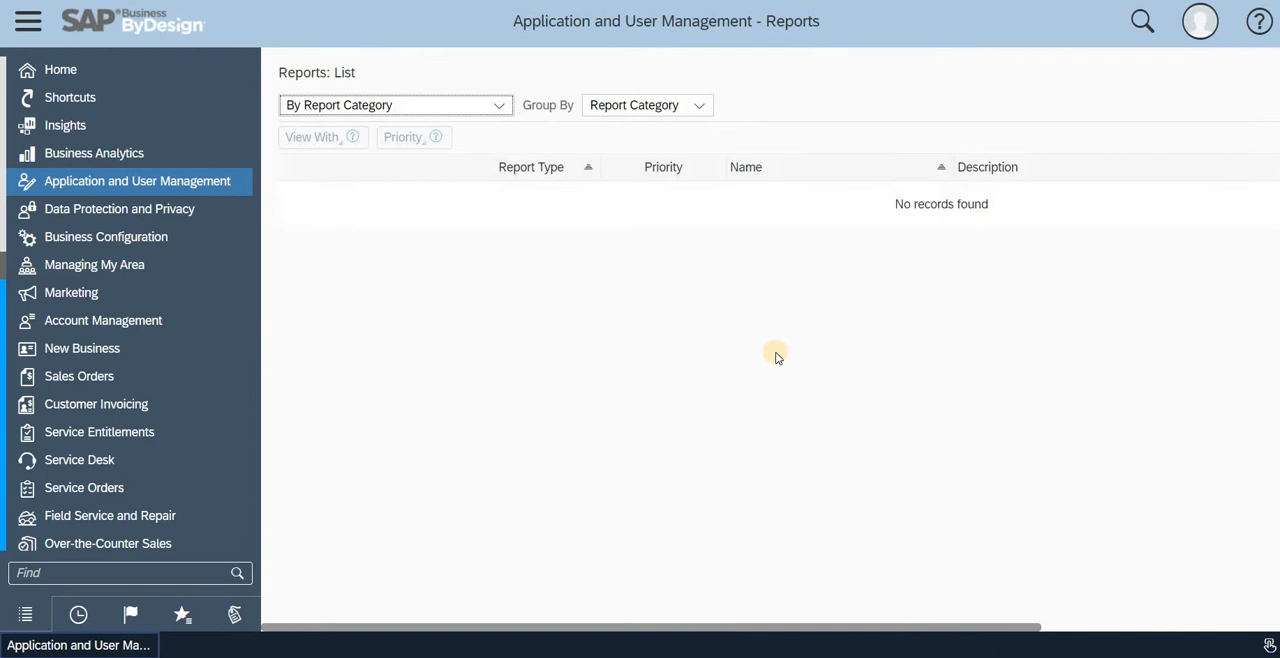 SAP Business ByDesign
Application and User Management - Reports
Home
Shortcuts
Insights
Business Analytics
Application and User Management
Data Protection and Privacy
Business Configuration
Managing My Area
Marketing
Account Management
New Business
Sales Orders
Customer Invoicing
Service Entitlements
Service Desk
Service Orders
Field Service and Repair
Over-the-Counter Sales
Find
Application and User Ma...
Reports: List
By Report Category Group By Report Category
View With Priority
Report Type Priority Name Description
No records found